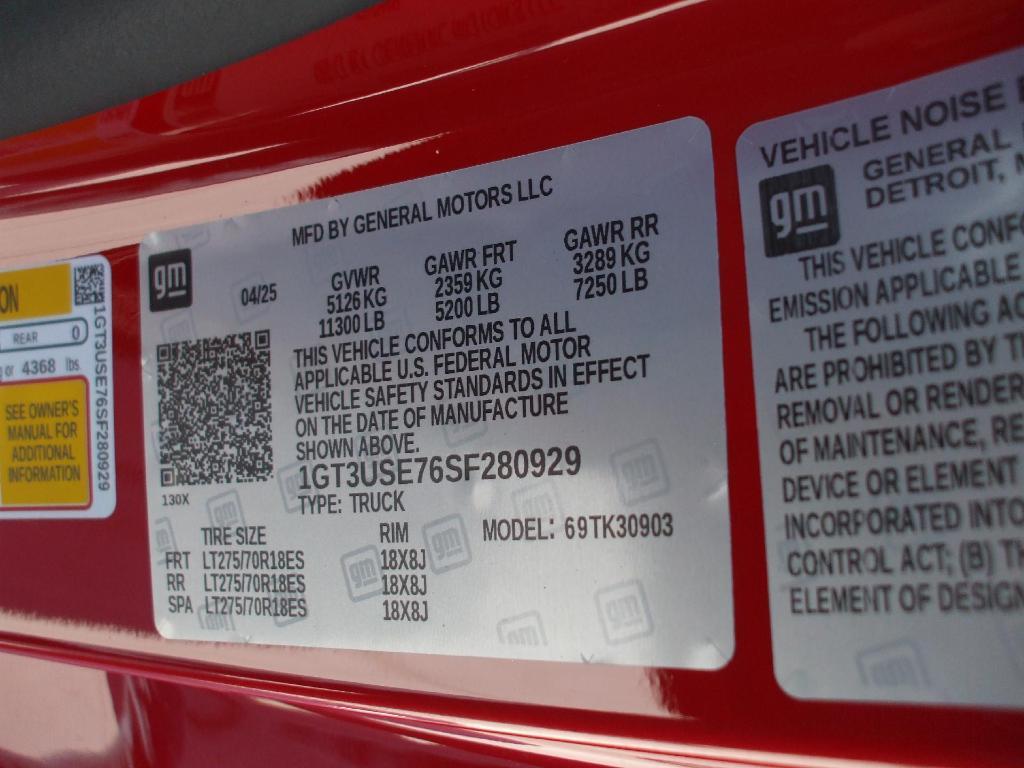 ON
REAR 0
g or 4368 lbs.
SEE OWNER'S
MANUAL FOR
ADDITIONAL
INFORMATION
1GT3USE76SF280929
gm
MFD BY GENERAL MOTORS LLC
04/25
GVWR
5126 KG
11300 LB
GAWR FRT
2359 KG
5200 LB
GAWR RR
3289 KG
7250 LB
THIS VEHICLE CONFORMS TO ALL
APPLICABLE U.S. FEDERAL MOTOR
VEHICLE SAFETY STANDARDS IN EFFECT
ON THE DATE OF MANUFACTURE
SHOWN ABOVE.
1GT3USE76SF280929
130X
TYPE: TRUCK
MODEL: 69TK30903
TIRE SIZE RIM
FRT LT275/70R18ES 18X8J
RR LT275/70R18ES 18X8J
SPA LT275/70R18ES 18X8J
VEHICLE NOISE
gm
GENERAL
DETROIT,
THIS VEHICLE CONF
EMISSION APPLICABLE
THE FOLLOWING AC
ARE PROHIBITED BY
REMOVAL OR RENDER
OF MAINTENANCE, RE
DEVICE OR ELEMENT
INCORPORATED INTO
CONTROL ACT; (B) TH
ELEMENT OF DESIGN